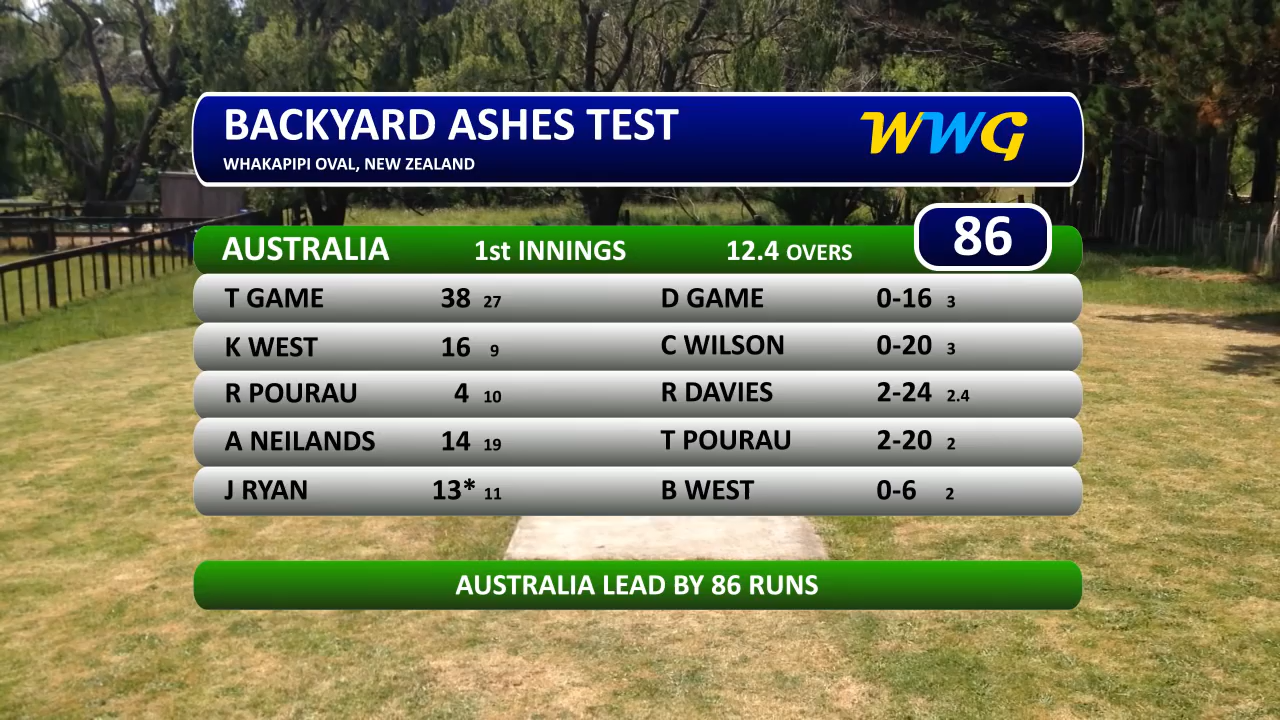 BACKYARD ASHES TEST
WWG
WHAKAPIPI OVAL, NEW ZEALAND
86
AUSTRALIA 1st INNINGS 12.4 OVERS
T GAME 38 27 D GAME 0-16 3
K WEST 16 9 C WILSON 0-20 3
R POURAU 4 10 R DAVIES 2-24 2.4
A NEILANDS 14 19 T POURAU 2-20 2
J RYAN 13* 11 B WEST 0-6 2
AUSTRALIA LEAD BY 86 RUNS